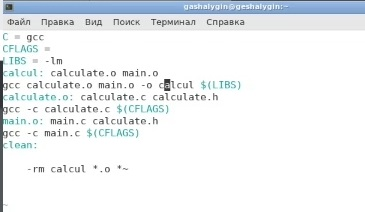 gashalygin@geshalygin:~
Файл Правка Вид Поиск Терминал Справка
C = gcc
CFLAGS =
LIBS = -lm
calcul: calculate.o main.o
gcc calculate.o main.o -o calcul $(LIBS)
calculate.o: calculate.c calculate.h
gcc -c calculate.c $(CFLAGS)
main.o: main.c calculate.h
gcc -c main.c $(CFLAGS)
clean:
-rm calcul *.o *~
~